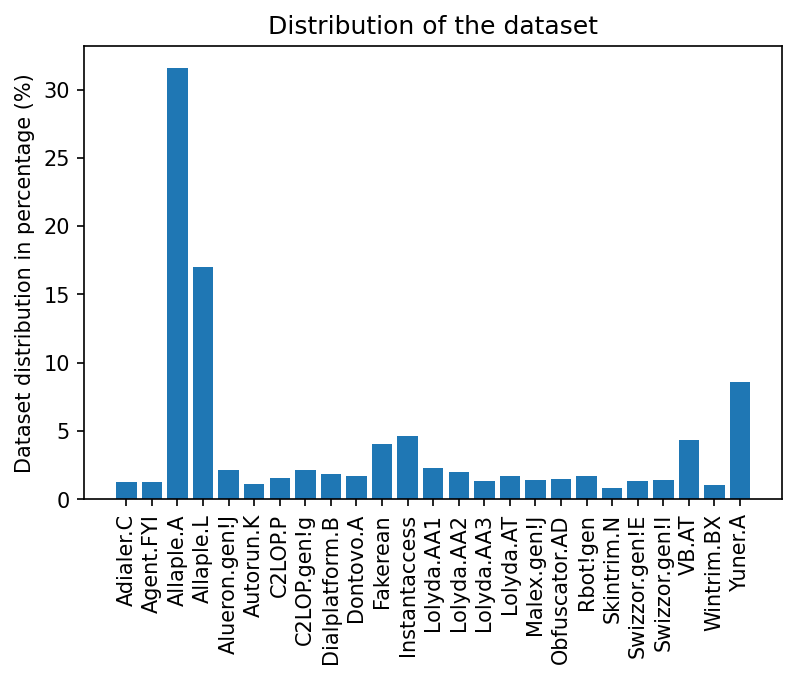 Distribution of the dataset
Dataset distribution in percentage (%)
30
25
20
15
10
5
0
Adialer.C
Agent.FYI
Allaple.A
Allaple.L
Alueron.gen!J
Autorun.K
C2LOP.P
C2LOP.gen!g
Dialplatform.B
Dontovo.A
Fakerean
Instantaccess
Lolyda.AA1
Lolyda.AA2
Lolyda.AA3
Lolyda.AT
Malex.gen!J
Obfuscator.AD
Rbot!gen
Skintrim.N
Swizzor.gen!E
Swizzor.gen!I
VB.AT
Wintrim.BX
Yuner.A